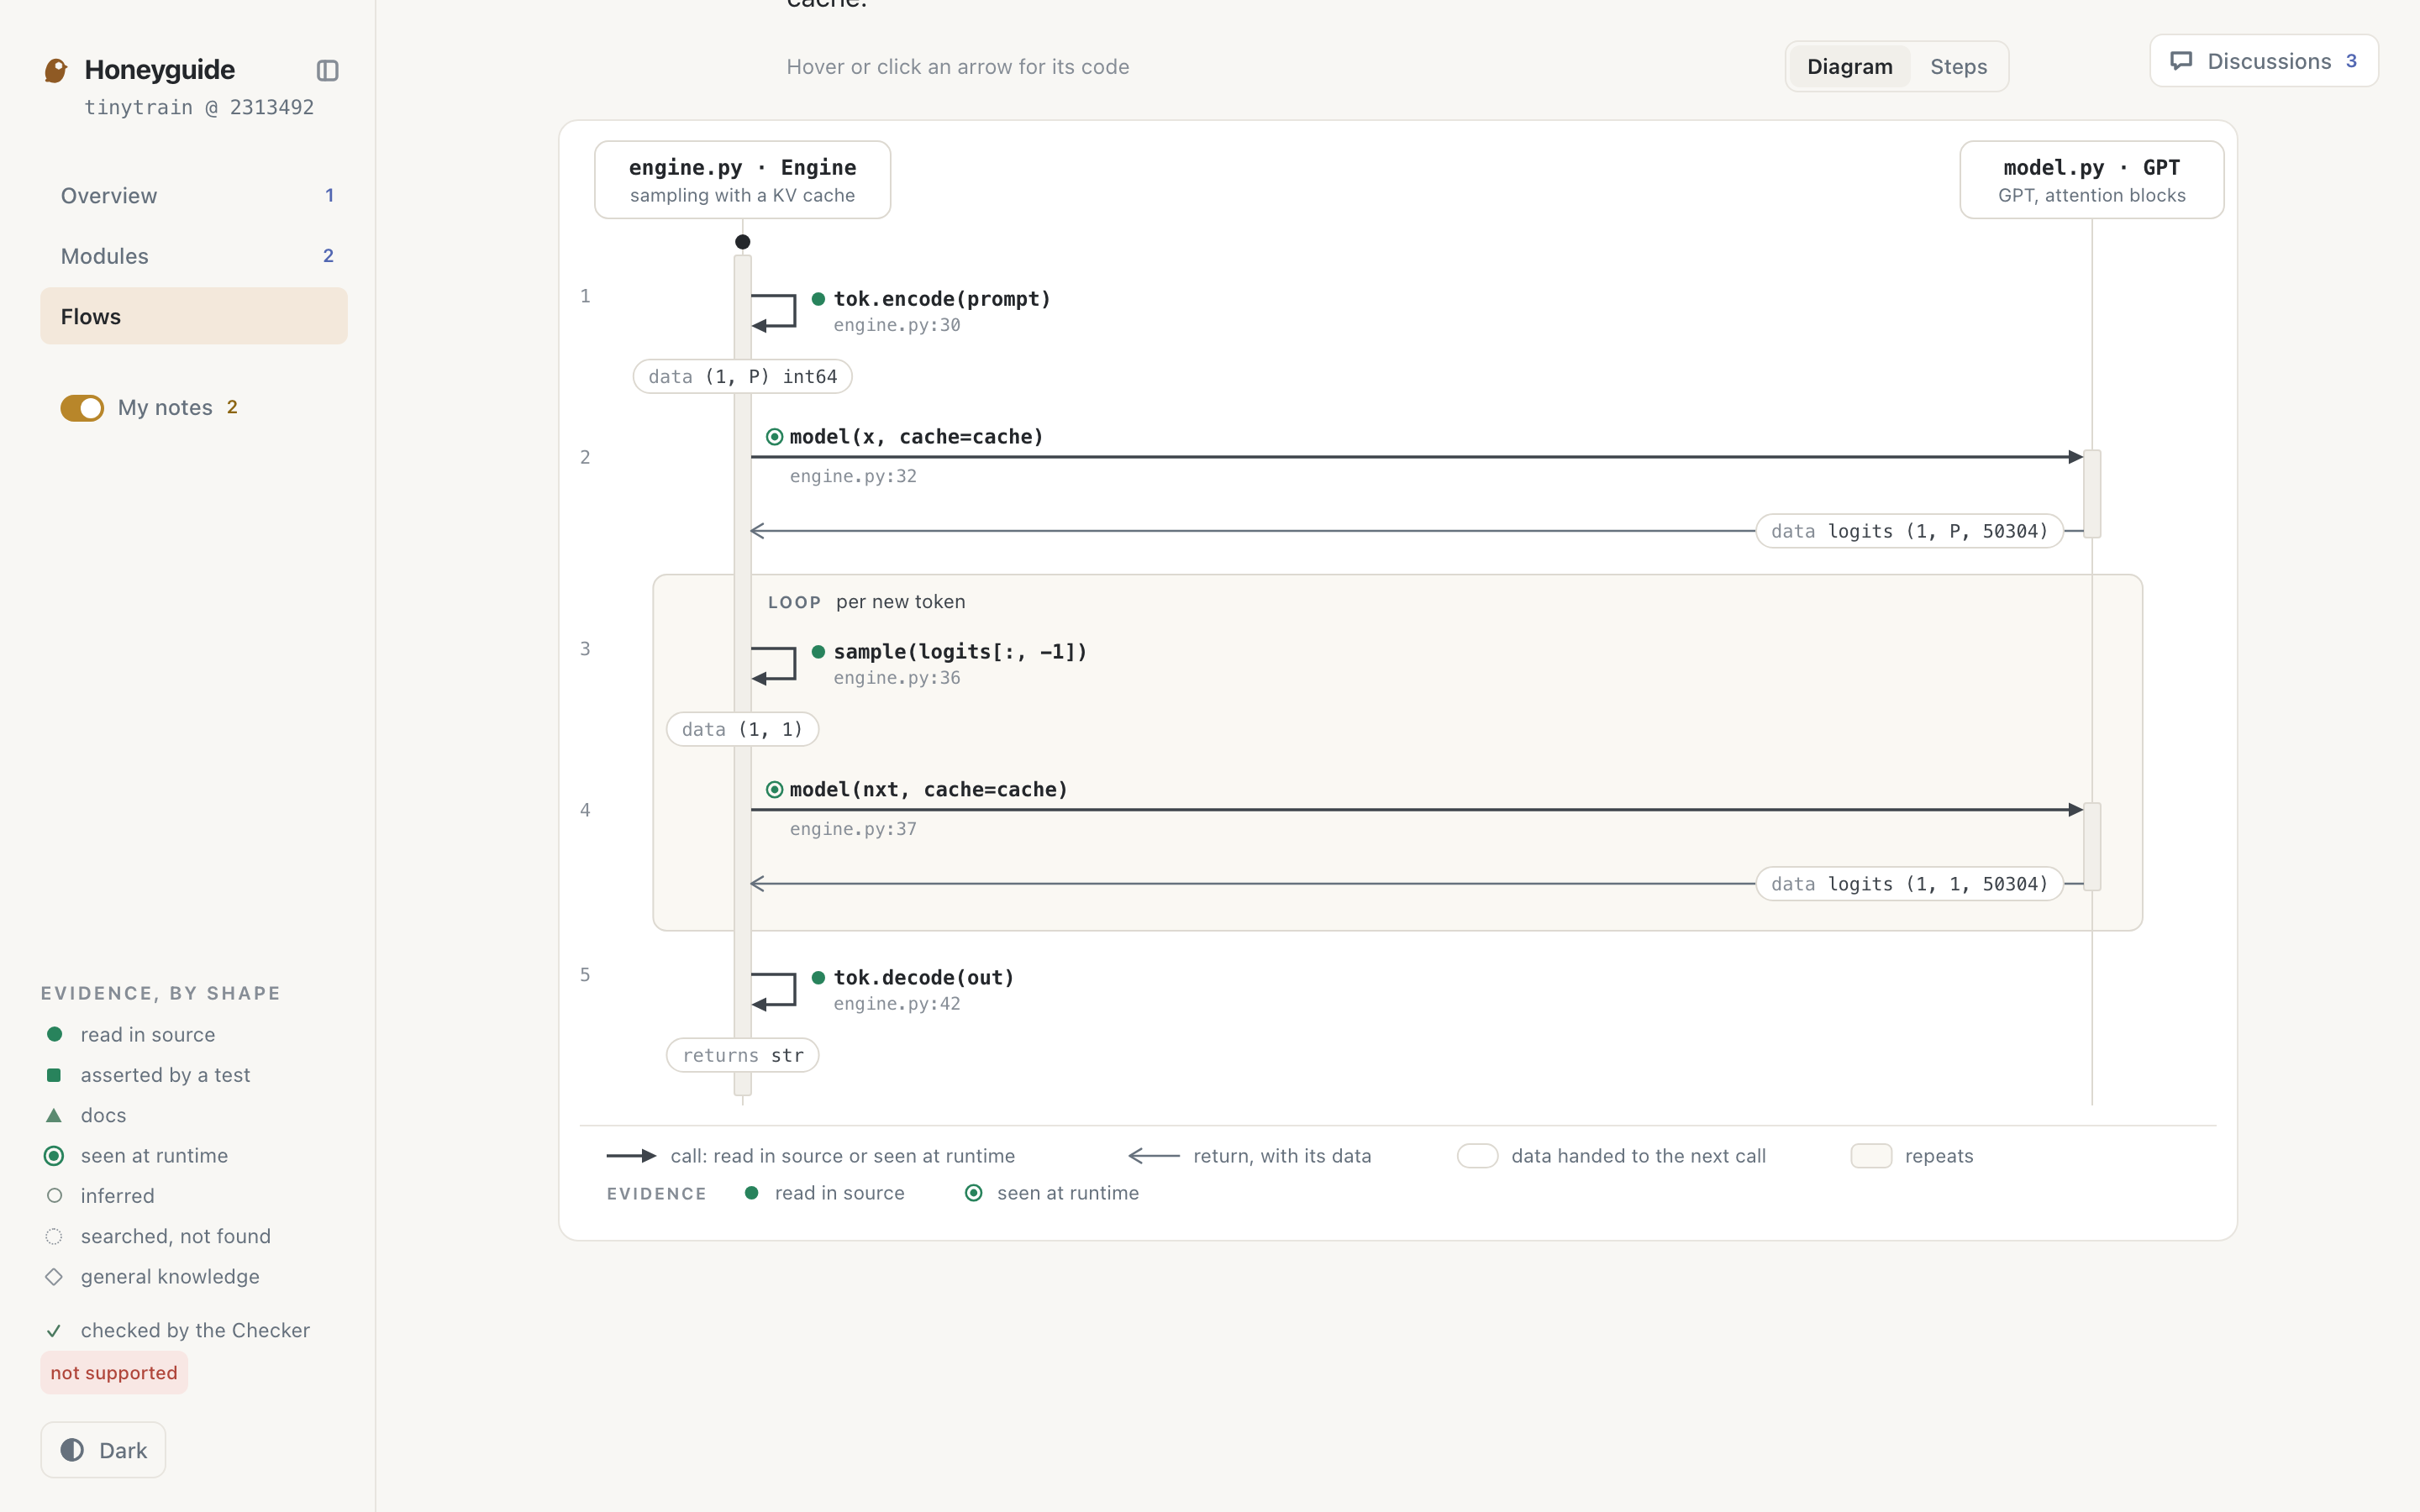 cache.
Honeyguide
tinytrain @ 2313492
Overview 1
Modules 2
Flows
My notes 2
EVIDENCE, BY SHAPE
read in source
asserted by a test
docs
seen at runtime
inferred
searched, not found
general knowledge
checked by the Checker
not supported
Dark
Hover or click an arrow for its code
Diagram Steps
Discussions 3
engine.py · Engine
sampling with a KV cache
model.py · GPT
GPT, attention blocks
1
tok.encode(prompt)
engine.py:30
data (1, P) int64
model(x, cache=cache)
2
engine.py:32
data logits (1, P, 50304)
LOOP per new token
3
sample(logits[:, −1])
engine.py:36
data (1, 1)
model(nxt, cache=cache)
4
engine.py:37
data logits (1, 1, 50304)
5
tok.decode(out)
engine.py:42
returns str
call: read in source or seen at runtime
return, with its data
data handed to the next call
repeats
EVIDENCE read in source seen at runtime